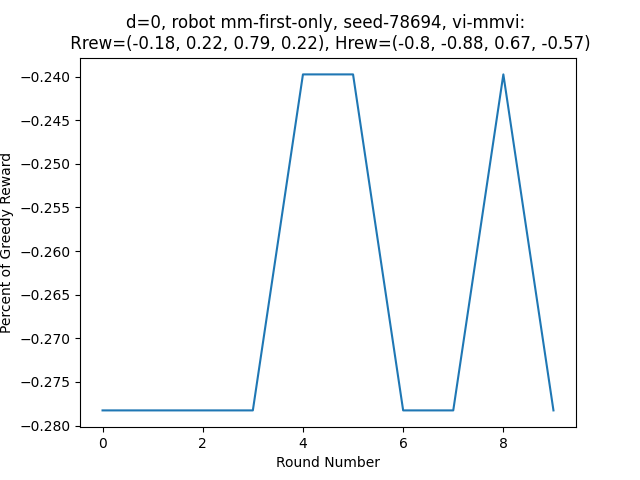 d=0, robot mm-first-only, seed-78694, vi-mmvi:
Rrew=(-0.18, 0.22, 0.79, 0.22), Hrew=(-0.8, -0.88, 0.67, -0.57)
Percent of Greedy Reward
−0.240
−0.245
−0.250
−0.255
−0.260
−0.265
−0.270
−0.275
−0.280
0 2 4 6 8
Round Number